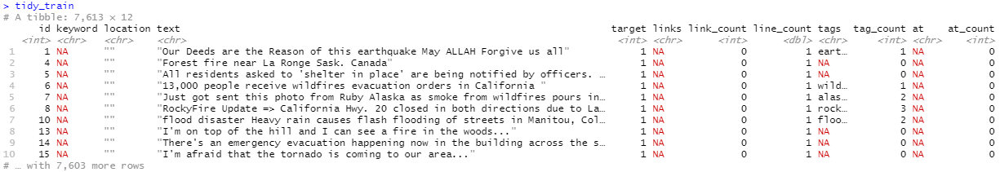 > tidy_train
# A tibble: 7,613 × 12
id keyword location text target links link_count line_count tags tag_count at at_count
<int> <chr> <chr> <chr> <int> <chr> <int> <dbl> <chr> <int> <chr> <int>
1 1 NA "" "Our Deeds are the Reason of this earthquake May ALLAH Forgive us all" 1 NA 0 1 eart… 1 NA 0
2 4 NA "" "Forest fire near La Ronge Sask. Canada" 1 NA 0 1 NA 0 NA 0
3 5 NA "" "All residents asked to 'shelter in place' are being notified by officers. … 1 NA 0 1 NA 0 NA 0
4 6 NA "" "13,000 people receive wildfires evacuation orders in California " 1 NA 0 1 wild… 1 NA 0
5 7 NA "" "Just got sent this photo from Ruby Alaska as smoke from wildfires pours in… 1 NA 0 1 alas… 2 NA 0
6 8 NA "" "RockyFire Update => California Hwy. 20 closed in both directions due to La… 1 NA 0 1 rock… 3 NA 0
7 10 NA "" "flood disaster Heavy rain causes flash flooding of streets in Manitou, Col… 1 NA 0 1 floo… 2 NA 0
8 13 NA "" "I'm on top of the hill and I can see a fire in the woods..." 1 NA 0 1 NA 0 NA 0
9 14 NA "" "There's an emergency evacuation happening now in the building across the s… 1 NA 0 1 NA 0 NA 0
10 15 NA "" "I'm afraid that the tornado is coming to our area..." 1 NA 0 1 NA 0 NA 0
# … with 7,603 more rows